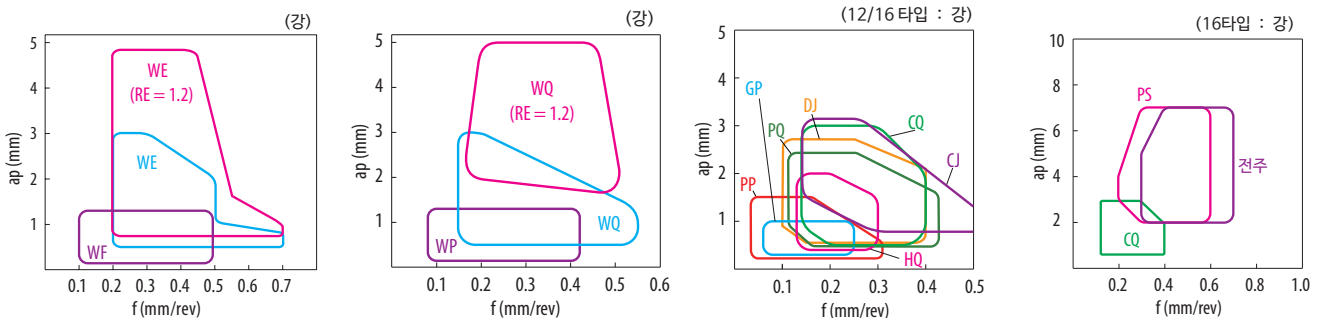 (강)
5
4
3
2
1
ap (mm)
WE
(RE = 1.2)
WE
WF
0.1 0.2 0.3 0.4 0.5 0.6 0.7
f (mm/rev)
(강)
5
4
3
2
1
ap (mm)
WQ
(RE = 1.2)
WQ
WP
0.1 0.2 0.3 0.4 0.5 0.6
f (mm/rev)
(12/16 타입 : 강)
5
4
3
2
1
ap (mm)
GP
DJ
PQ
CQ
CJ
PP
HQ
0.1 0.2 0.3 0.4 0.5
f (mm/rev)
(16타입 : 강)
10
8
6
4
2
ap (mm)
PS
전주
CQ
0.2 0.4 0.6 0.8 1.0
f (mm/rev)